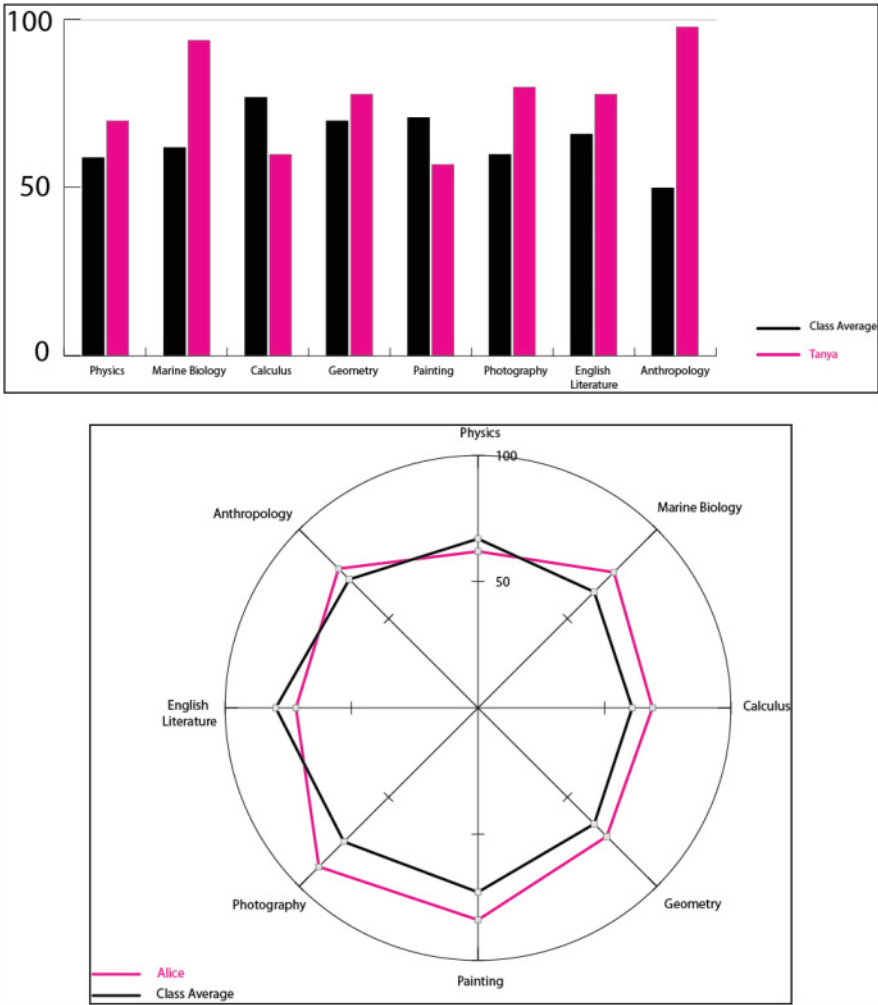 100
50
0
Physics
Marine Biology
Calculus
Geometry
Painting
Photography
English
Literature
Anthropology
Class Average
Tanya
Physics
100
Marine Biology
Anthropology
50
English
Literature
Calculus
Photography
Geometry
Painting
Alice
Class Average